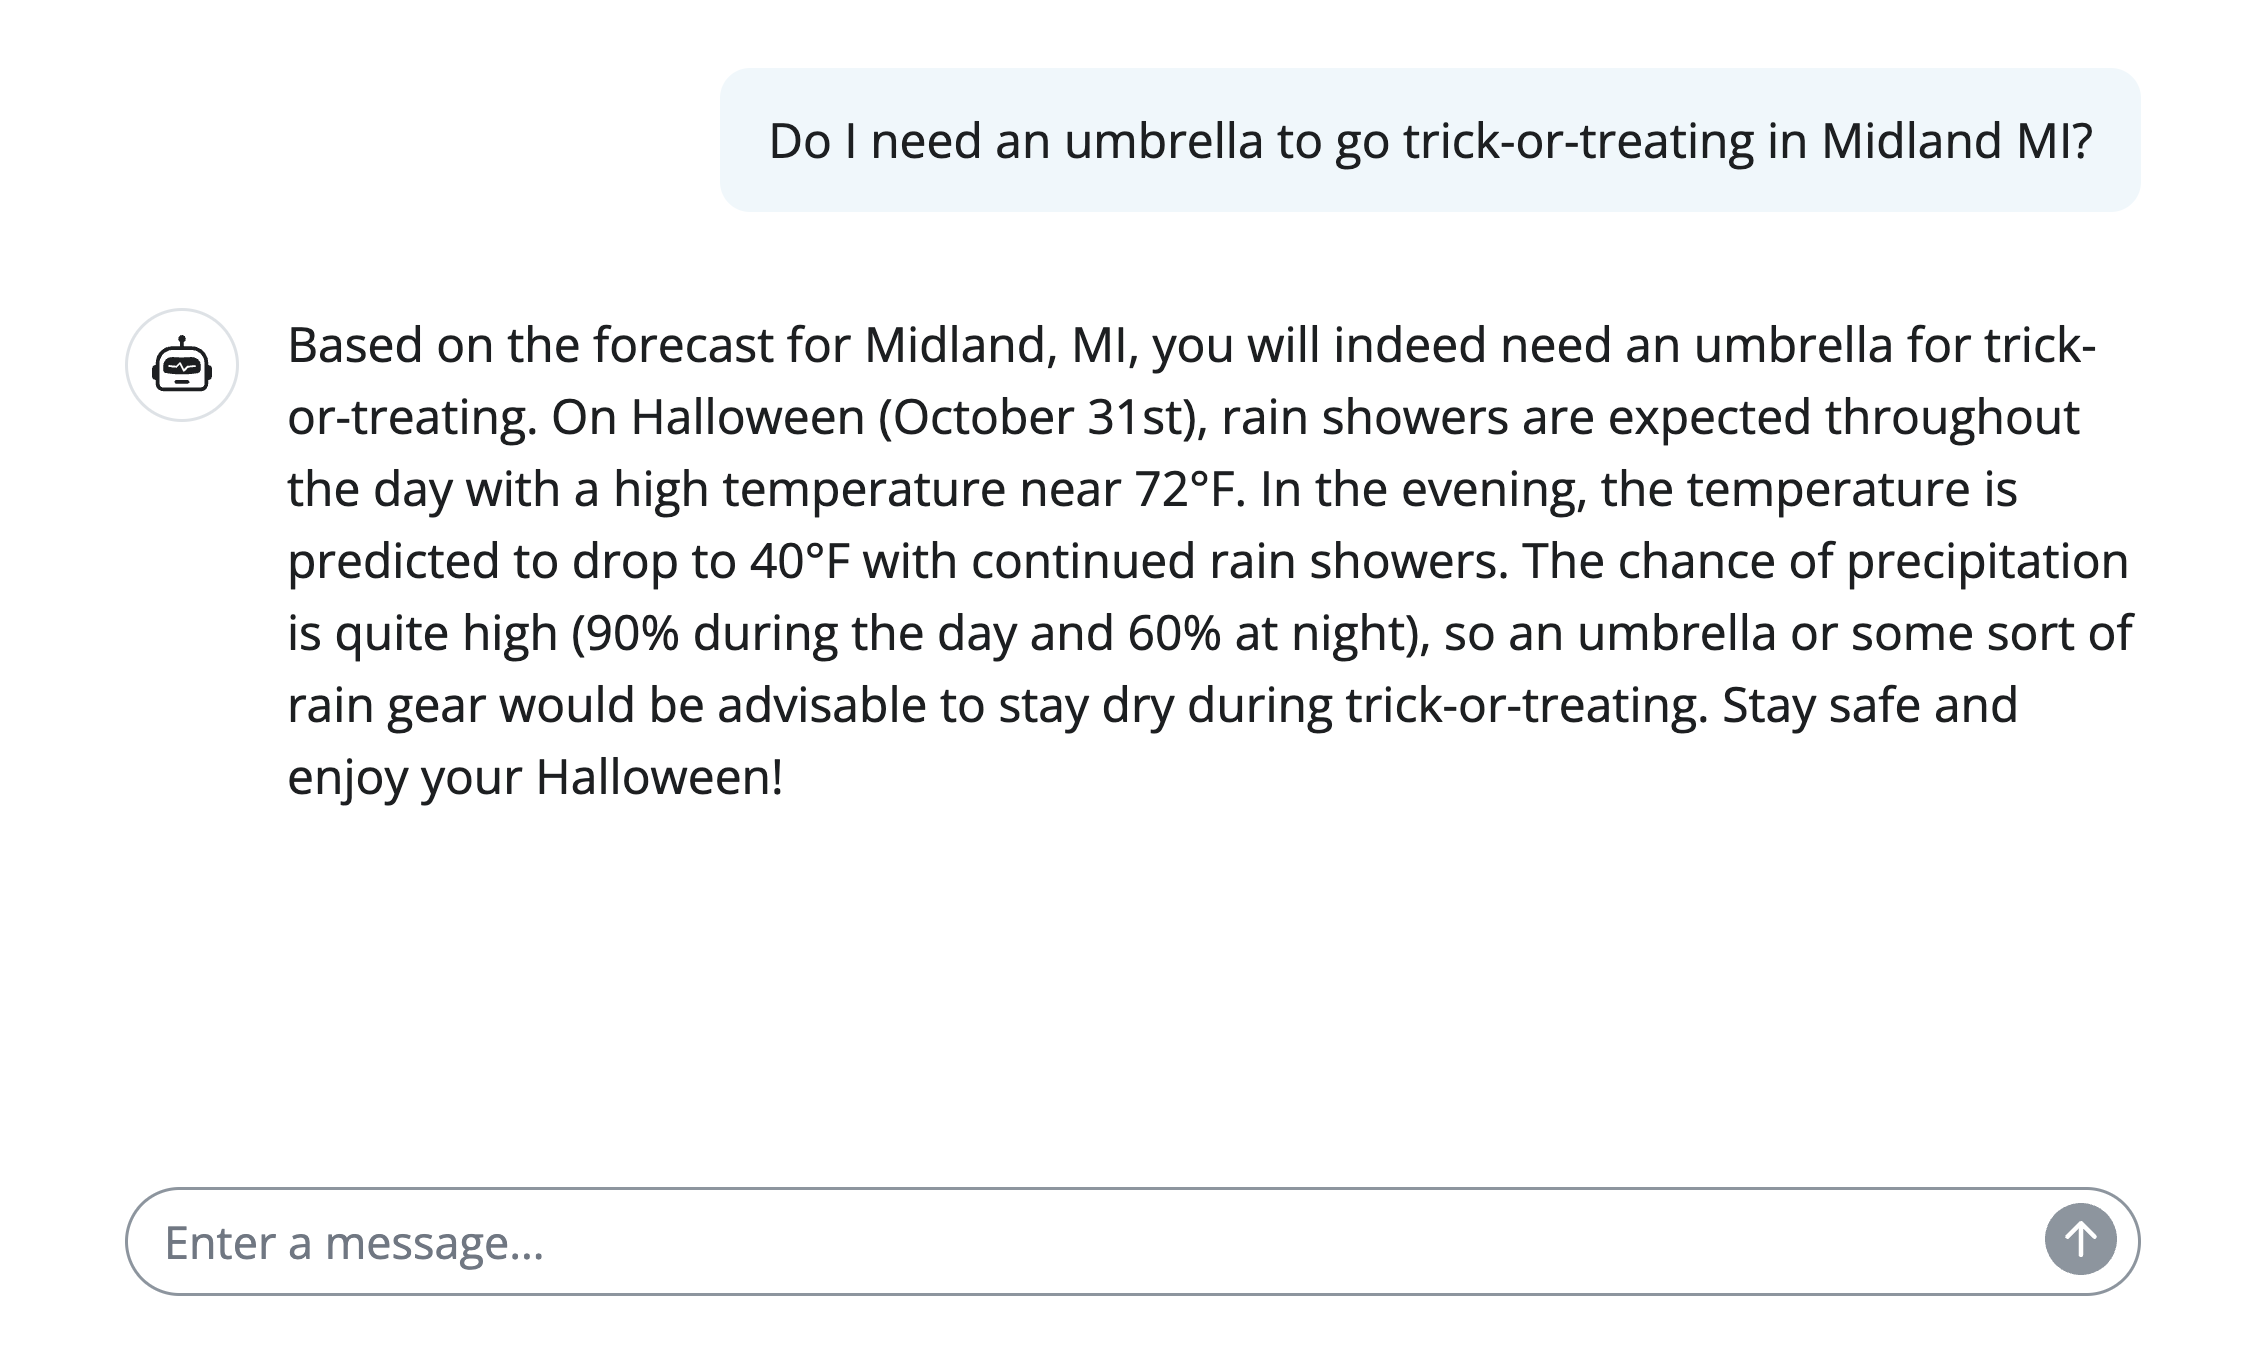 Do I need an umbrella to go trick-or-treating in Midland MI?
Based on the forecast for Midland, MI, you will indeed need an umbrella for trick-
or-treating. On Halloween (October 31st), rain showers are expected throughout
the day with a high temperature near 72°F. In the evening, the temperature is
predicted to drop to 40°F with continued rain showers. The chance of precipitation
is quite high (90% during the day and 60% at night), so an umbrella or some sort of
rain gear would be advisable to stay dry during trick-or-treating. Stay safe and
enjoy your Halloween!
Enter a message...